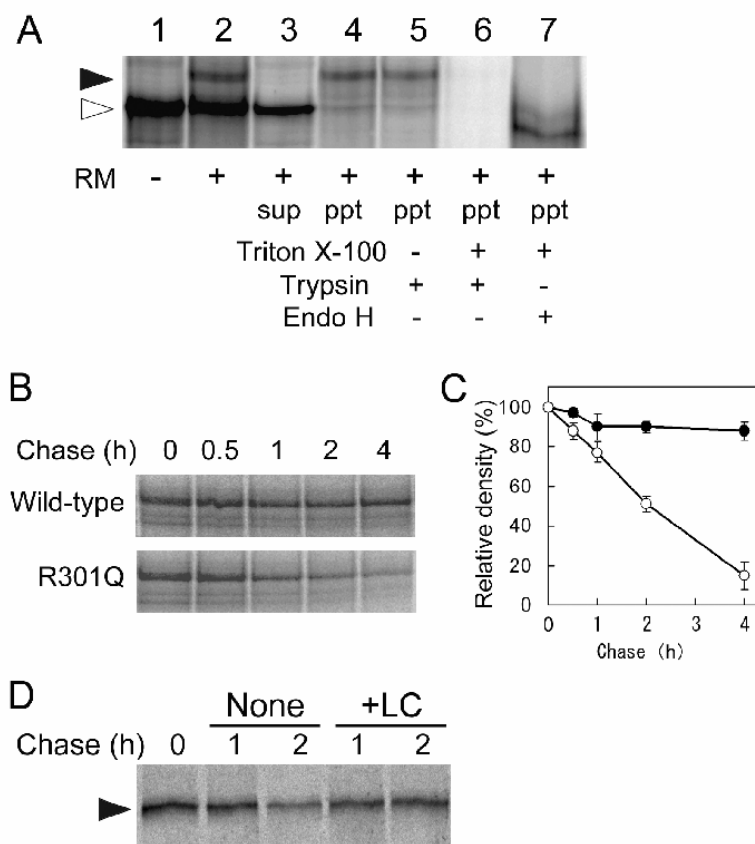 A
1 2 3 4 5 6 7
RM - + + + + + +
sup ppt ppt ppt ppt
Triton X-100 - + +
Trypsin + + -
Endo H - - +
B
Chase (h) 0 0.5 1 2 4
Wild-type
R301Q
C
Relative density (%)
100
80
60
40
20
0
0 1 2 3 4
Chase (h)
D
None +LC
Chase (h) 0 1 2 1 2